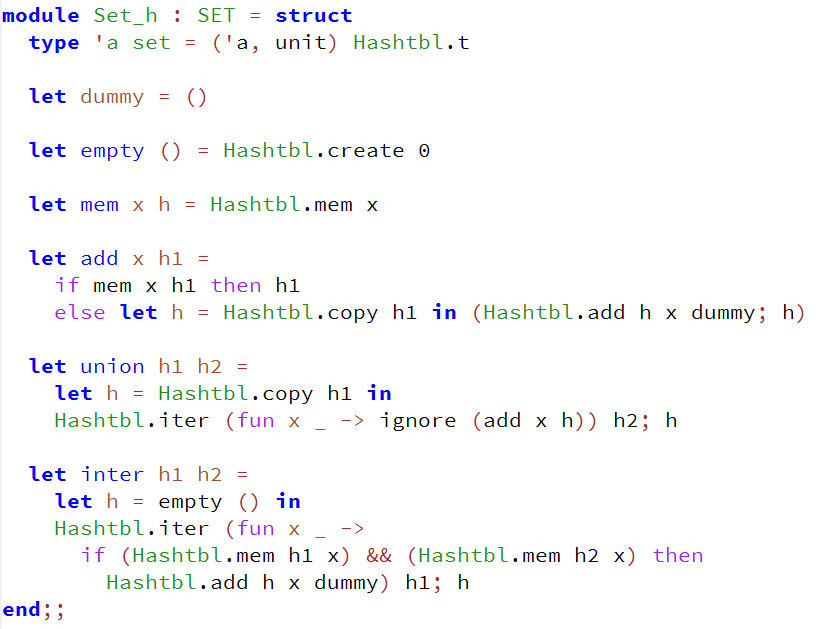 module Set_h : SET = struct
  type 'a set = ('a, unit) Hashtbl.t

  let dummy = ()

  let empty () = Hashtbl.create 0

  let mem x h = Hashtbl.mem x

  let add x h1 =
    if mem x h1 then h1
    else let h = Hashtbl.copy h1 in (Hashtbl.add h x dummy; h)

  let union h1 h2 =
    let h = Hashtbl.copy h1 in
    Hashtbl.iter (fun x _ -> ignore (add x h)) h2; h

  let inter h1 h2 =
    let h = empty () in
    Hashtbl.iter (fun x _ ->
      if (Hashtbl.mem h1 x) && (Hashtbl.mem h2 x) then
        Hashtbl.add h x dummy) h1; h
end;;